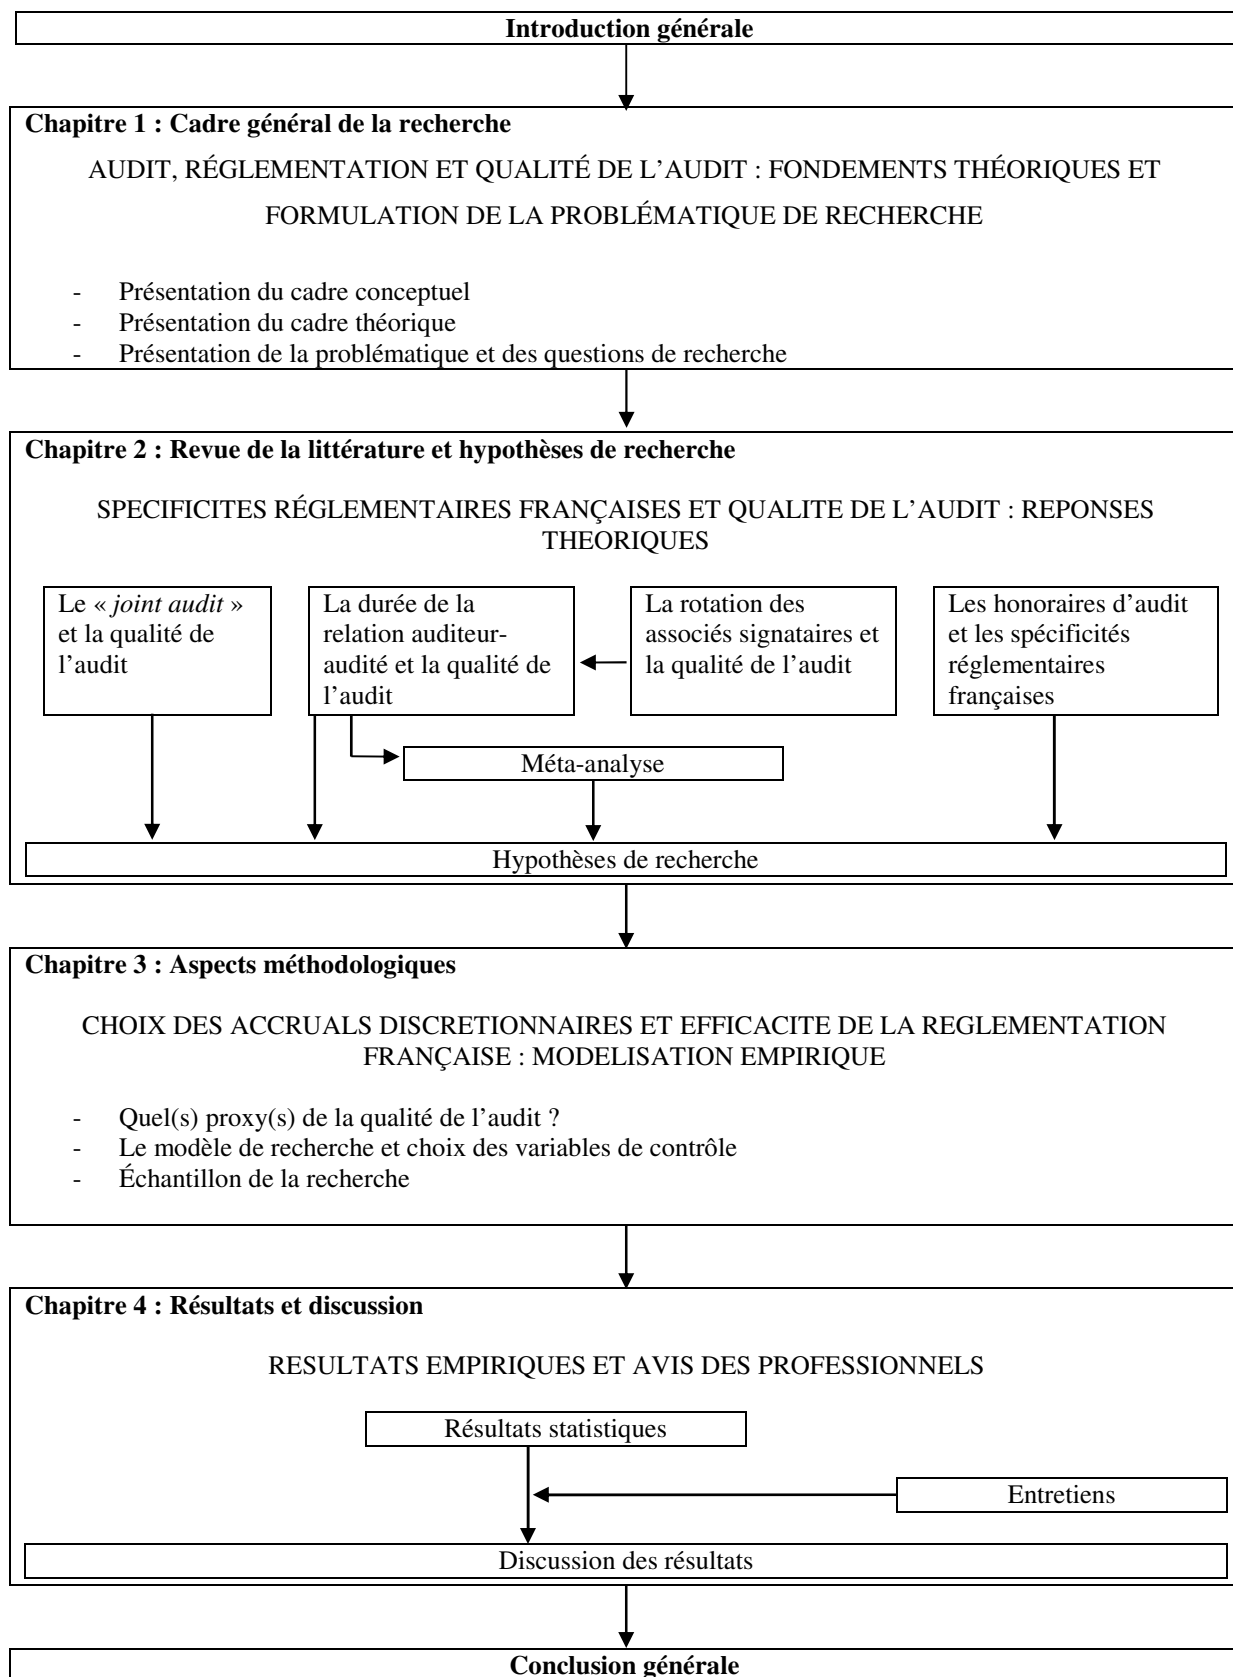 Introduction générale
Chapitre 1 : Cadre général de la recherche
AUDIT, RÉGLEMENTATION ET QUALITÉ DE L'AUDIT : FONDEMENTS THÉORIQUES ET
FORMULATION DE LA PROBLÉMATIQUE DE RECHERCHE
- Présentation du cadre conceptuel
- Présentation du cadre théorique
- Présentation de la problématique et des questions de recherche
Chapitre 2 : Revue de la littérature et hypothèses de recherche
SPECIFICITES RÉGLEMENTAIRES FRANÇAISES ET QUALITE DE L'AUDIT : REPONSES
THEORIQUES
Le « joint audit »
et la qualité de
l'audit
La durée de la
relation auditeur-
audité et la qualité de
l'audit
La rotation des
associés signataires et
la qualité de l'audit
Les honoraires d'audit
et les spécificités
réglementaires
françaises
Méta-analyse
Hypothèses de recherche
Chapitre 3 : Aspects méthodologiques
CHOIX DES ACCRUALS DISCRETIONNAIRES ET EFFICACITE DE LA REGLEMENTATION
FRANÇAISE : MODELISATION EMPIRIQUE
- Quel(s) proxy(s) de la qualité de l'audit ?
- Le modèle de recherche et choix des variables de contrôle
- Échantillon de la recherche
Chapitre 4 : Résultats et discussion
RESULTATS EMPIRIQUES ET AVIS DES PROFESSIONNELS
Résultats statistiques
Entretiens
Discussion des résultats
Conclusion générale